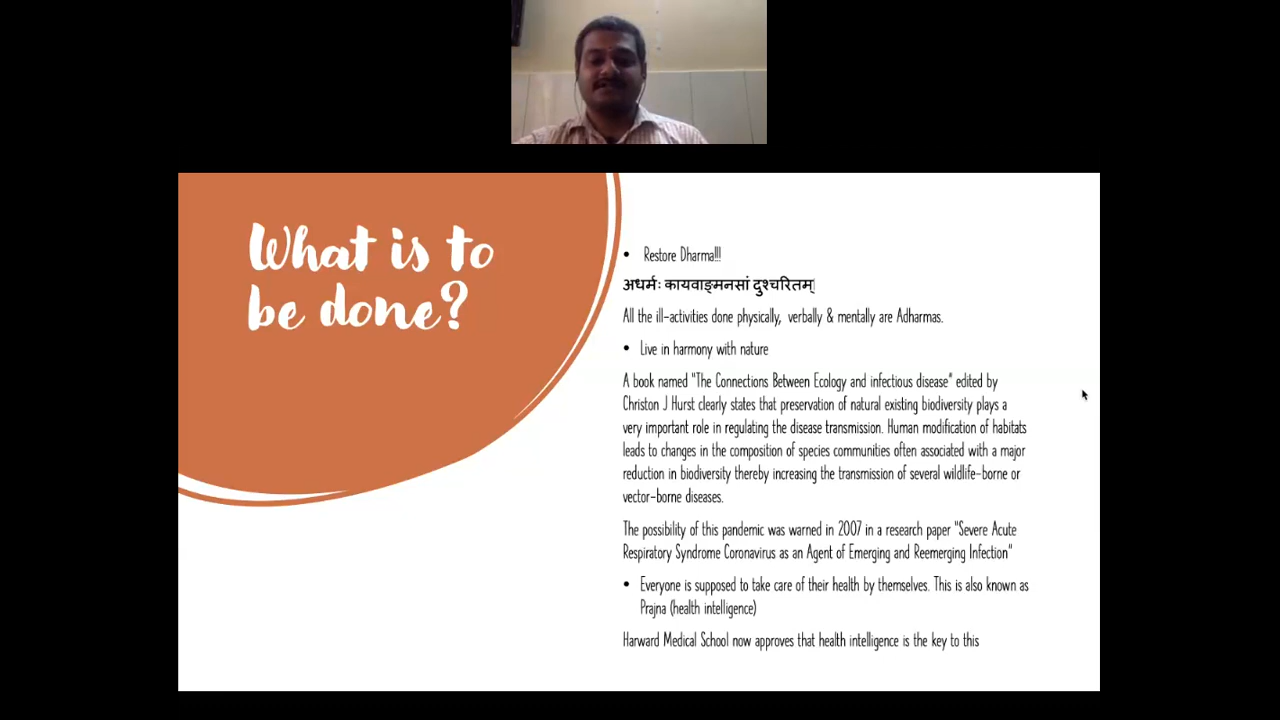 What is to
be done?
• Restore Dharma!!!
अधर्मः कायवाङ्मनसां दुश्चरितम्
All the ill-activities done physically, verbally & mentally are Adharmas.
• Live in harmony with nature
A book named "The Connections Between Ecology and infectious disease" edited by
Christon J Hurst clearly states that preservation of natural existing biodiversity plays a
very important role in regulating the disease transmission. Human modification of habitats
leads to changes in the composition of species communities often associated with a major
reduction in biodiversity thereby increasing the transmission of several wildlife-borne or
vector-borne diseases.
The possibility of this pandemic was warned in 2007 in a research paper "Severe Acute
Respiratory Syndrome Coronavirus as an Agent of Emerging and Reemerging Infection"
• Everyone is supposed to take care of their health by themselves. This is also known as
Prajna (health intelligence)
Harward Medical School now approves that health intelligence is the key to this